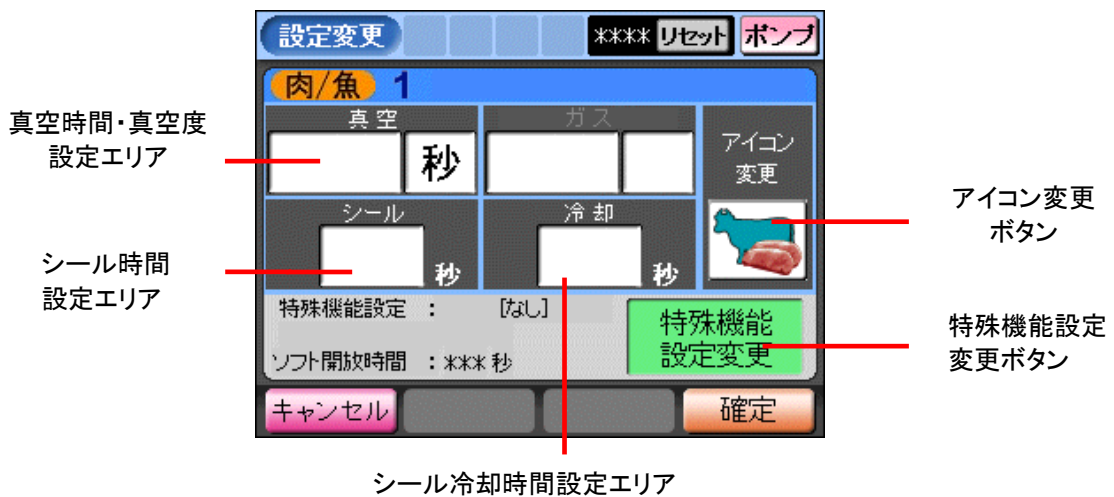 設定変更 **** リセット ポンプ
肉/魚 1
真空時間・真空度
設定エリア
真空
秒
ガス
アイコン
変更
アイコン変更
ボタン
シール時間
設定エリア
シール
秒
冷却
秒
特殊機能設定 : [なし]
ソフト開放時間 : *** 秒
特殊機能
設定変更
特殊機能設定
変更ボタン
キャンセル 確定
シール冷却時間設定エリア